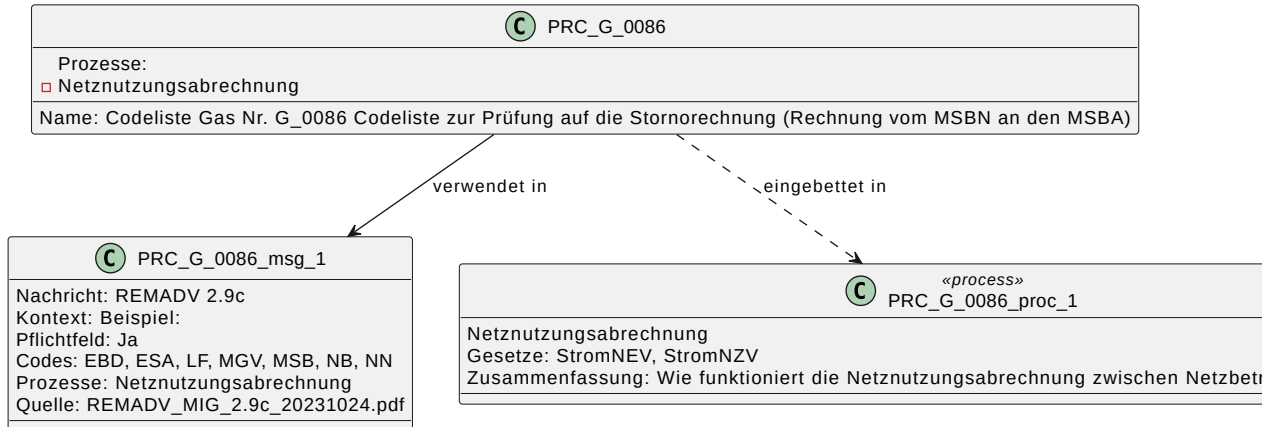 C PRC_G_0086
Prozesse:
Netznutzungsabrechnung
Name: Codeliste Gas Nr. G_0086 Codeliste zur Prüfung auf die Stornorechnung (Rechnung vom MSBN an den MSBA)
verwendet in
eingebettet in
C PRC_G_0086_msg_1
Nachricht: REMADV 2.9c
Kontext: Beispiel:
Pflichtfeld: Ja
Codes: EBD, ESA, LF, MGV, MSB, NB, NN
Prozesse: Netznutzungsabrechnung
Quelle: REMADV_MIG_2.9c_20231024.pdf
«process»
C PRC_G_0086_proc_1
Netznutzungsabrechnung
Gesetze: StromNEV, StromNZV
Zusammenfassung: Wie funktioniert die Netznutzungsabrechnung zwischen